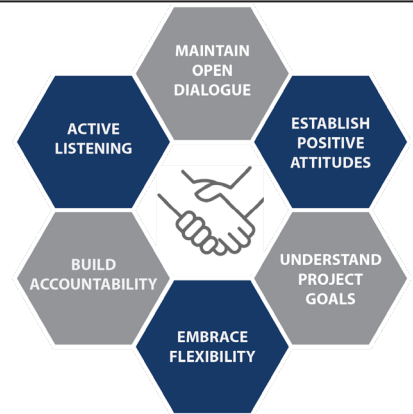 MAINTAIN
OPEN
DIALOGUE
ESTABLISH
POSITIVE
ATTITUDES
UNDERSTAND
PROJECT
GOALS
EMBRACE
FLEXIBILITY
BUILD
ACCOUNTABILITY
ACTIVE
LISTENING